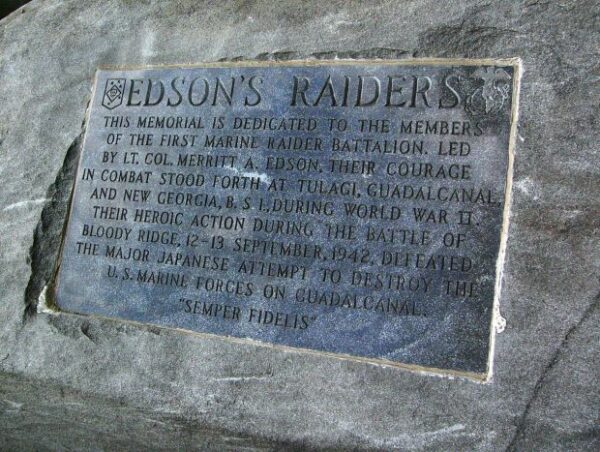 EDSON'S RAIDERS
THIS MEMORIAL IS DEDICATED TO THE MEMBERS
OF THE FIRST MARINE RAIDER BATTALION. LED
BY LT. COL. MERRITT A. EDSON, THEIR COURAGE
IN COMBAT STOOD FORTH AT TULAGI, GUADALCANAL,
AND NEW GEORGIA, B. S. I., DURING WORLD WAR II.
THEIR HEROIC ACTION DURING THE BATTLE OF
BLOODY RIDGE, 12-13 SEPTEMBER, 1942, DEFEATED
THE MAJOR JAPANESE ATTEMPT TO DESTROY THE
U. S. MARINE FORCES ON GUADALCANAL.
"SEMPER FIDELIS"